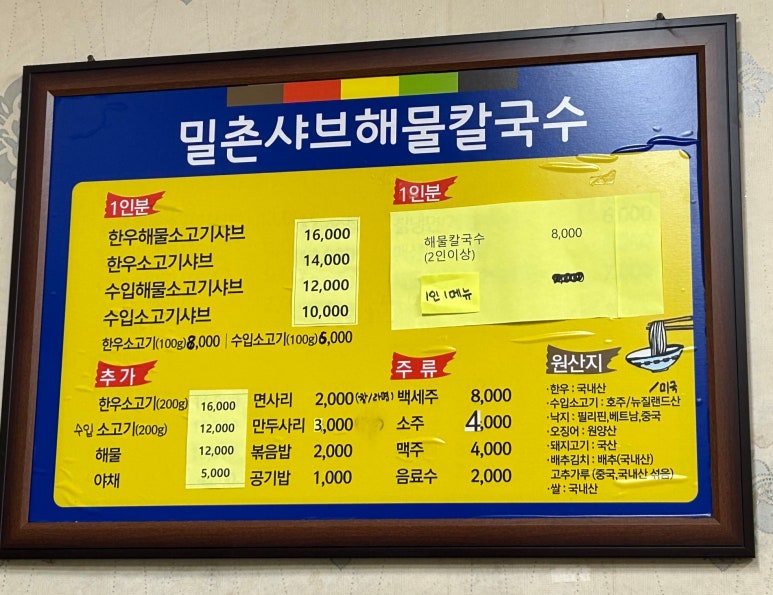 밀촌샤브해물칼국수
1인분
한우해물소고기샤브 16,000
한우소고기샤브 14,000
수입해물소고기샤브 12,000
수입소고기샤브 10,000
한우소고기(100g)8,000 | 수입소고기(100g)6,000
1인분
해물칼국수 8,000
(2인이상)
1인 1메뉴
추가
한우소고기(200g) 16,000
수입 소고기(200g) 12,000
해물 12,000
야채 5,000
면사리 2,000
만두사리 3,000
볶음밥 2,000
공기밥 1,000
주류
백세주 8,000
소주 4,000
맥주 4,000
음료수 2,000
원산지
·한우 : 국내산
·수입소고기 : 호주/뉴질랜드산 /미국
·낙지 : 필리핀,베트남,중국
·오징어 : 원양산
·돼지고기 : 국산
·배추김치 : 배추(국내산)
고추가루 (중국,국내산 섞음)
·쌀 : 국내산